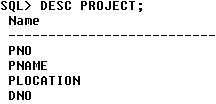 SQL> DESC PROJECT;
Name
--------------------------
PNO
PNAME
PLOCATION
DNO